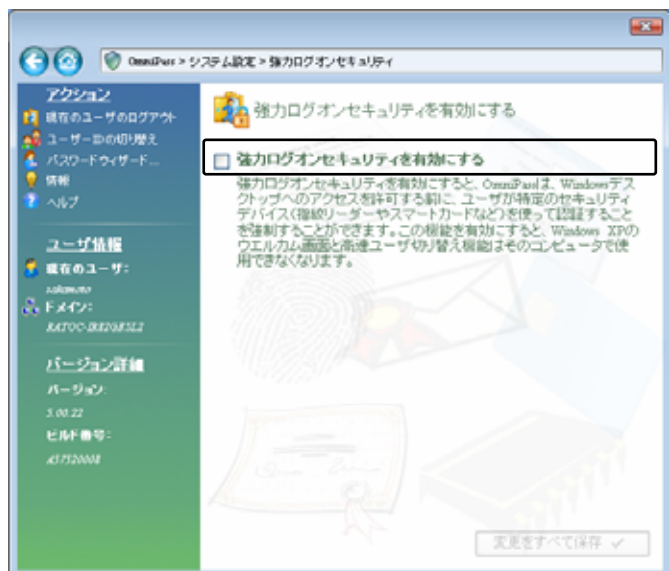 OmniPass > システム設定 > 強力ログオンセキュリティ
アクション
現在のユーザのログアウト
ユーザーIDの切り替え
パスワードウィザード...
情報
ヘルプ
ユーザ情報
現在のユーザ:
sakamoto
ドメイン:
バージョン詳細
バージョン:
5.00.22
ビルド番号:
強力ログオンセキュリティを有効にする
強力ログオンセキュリティを有効にする
強力ログオンセキュリティを有効にすると、OmniPassは、Windowsデス
クトップへのアクセスを許可する前に、ユーザが特定のセキュリティ
デバイス(指紋リーダーやスマートカードなど)を使って認証すること
を強制することができます。この機能を有効にすると、Windows XPの
ウエルカム画面と高速ユーザ切り替え機能はそのコンピュータで使
用できなくなります。
変更をすべて保存